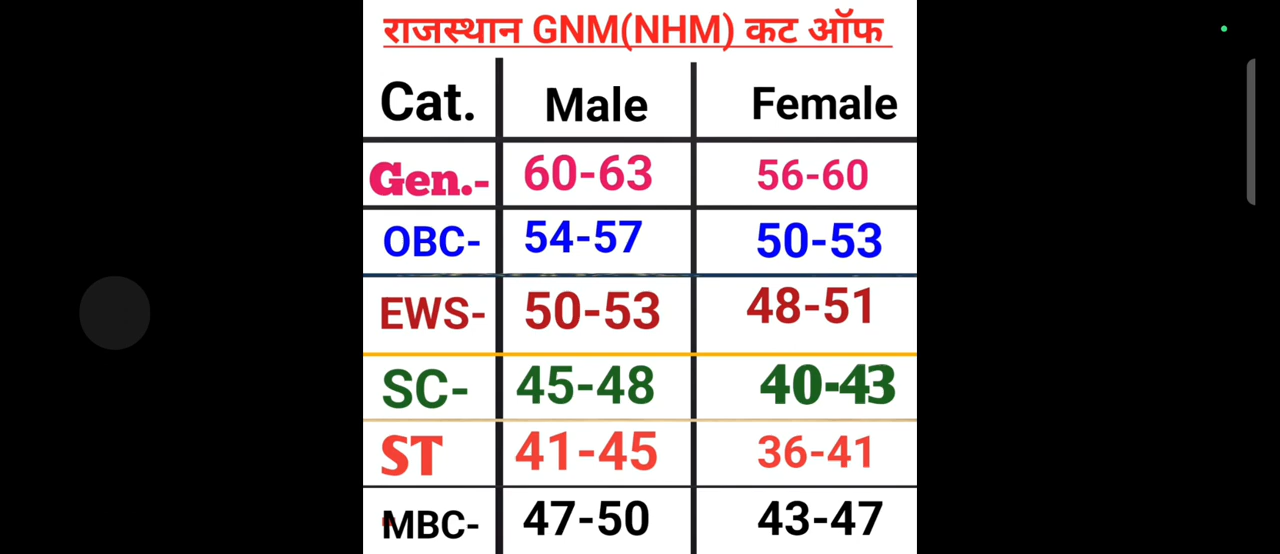 राजस्थान GNM(NHM) कट ऑफ
Cat. Male Female
Gen.- 60-63 56-60
OBC- 54-57 50-53
EWS- 50-53 48-51
SC- 45-48 40-43
ST 41-45 36-41
MBC- 47-50 43-47